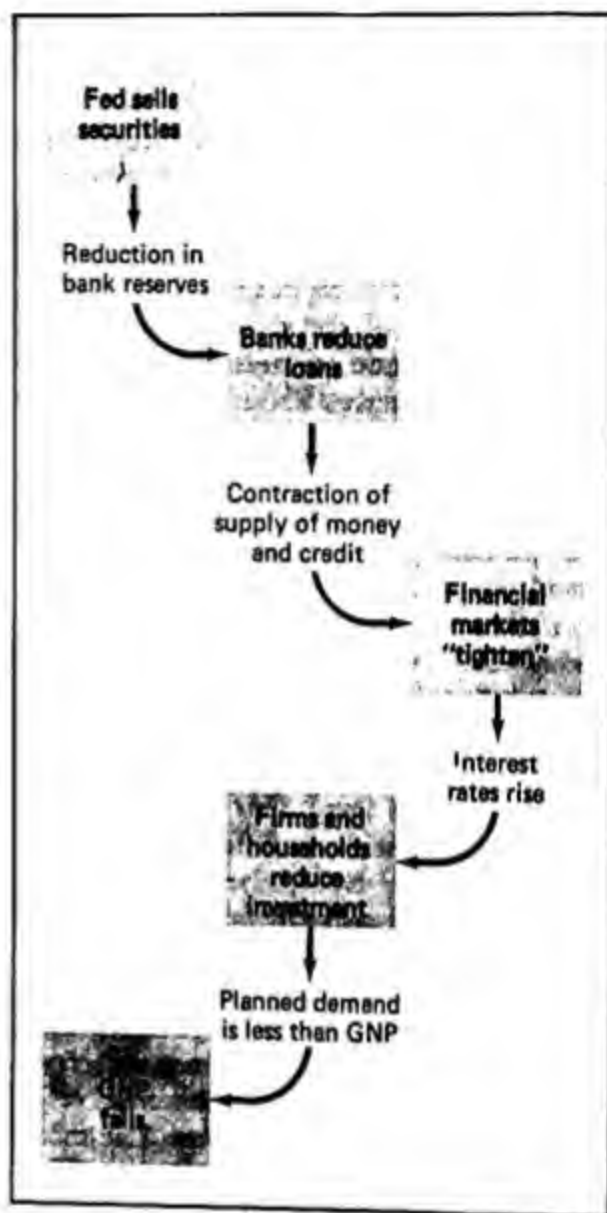 Fed sells
securities
Reduction in
bank reserves
Banks reduce
loans
Contraction of
supply of money
and credit
Financial
markets
"tighten"
Interest
rates rise
Firms and
households
reduce
investment
Planned demand
is less than GNP
falls